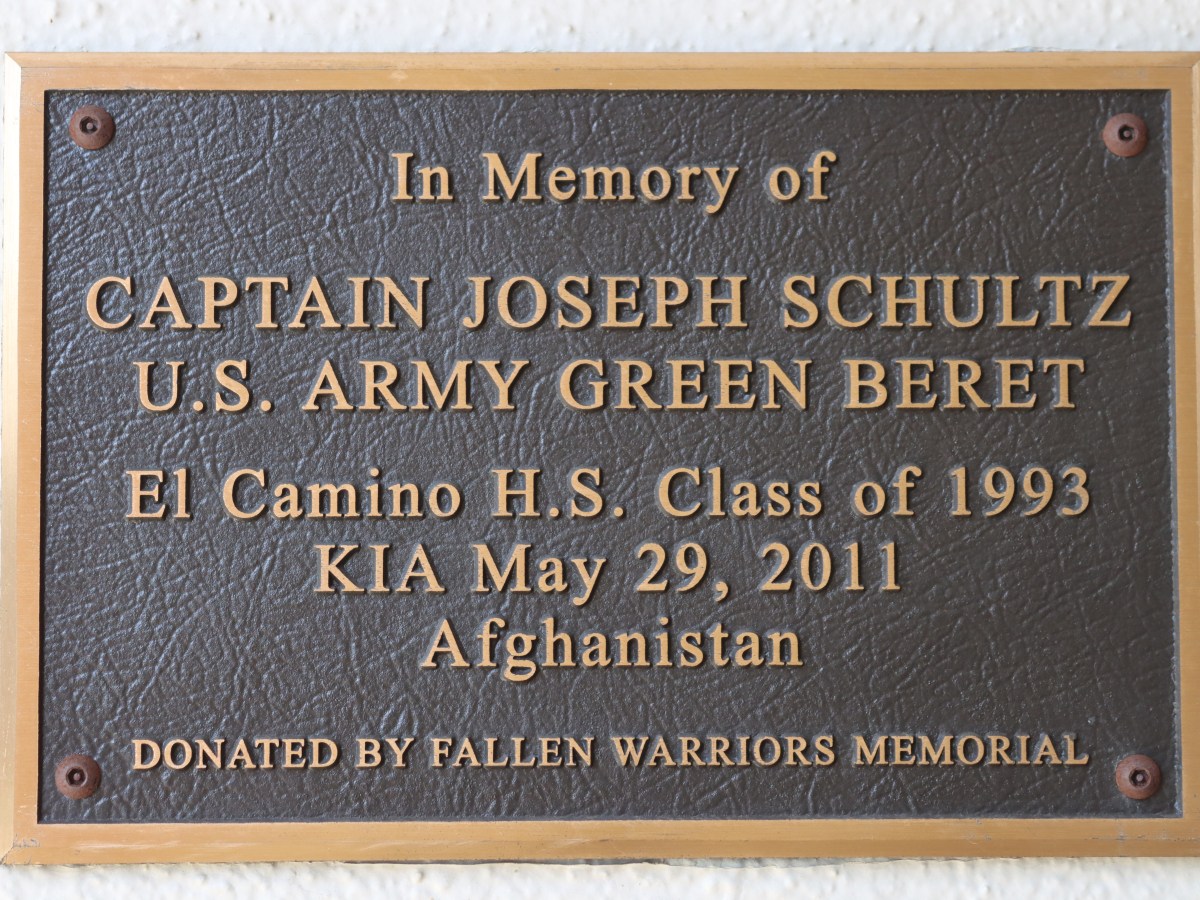 In Memory of
CAPTAIN JOSEPH SCHULTZ
U.S. ARMY GREEN BERET
El Camino H.S. Class of 1993
KIA May 29, 2011
Afghanistan
DONATED BY FALLEN WARRIORS MEMORIAL